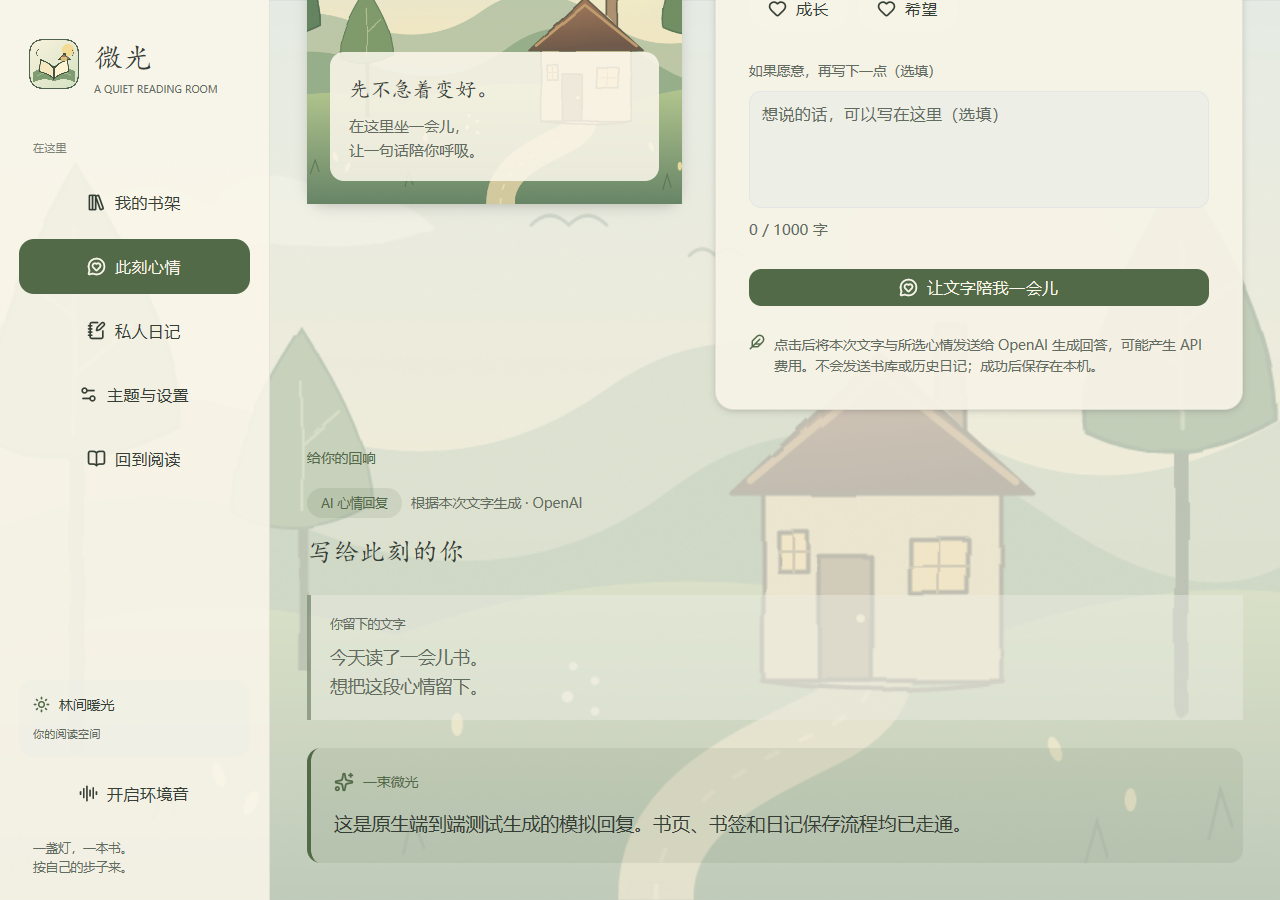 微光
A QUIET READING ROOM
在这里
我的书架
此刻心情
私人日记
主题与设置
回到阅读
林间暖光
你的阅读空间
开启环境音
一盏灯，一本书。
按自己的步子来。
先不急着变好。
在这里坐一会儿，
让一句话陪你呼吸。
成长
希望
如果愿意，再写下一点（选填）
想说的话，可以写在这里（选填）
0 / 1000 字
让文字陪我一会儿
点击后将本次文字与所选心情发送给 OpenAI 生成回答，可能产生 API
费用。不会发送书库或历史日记；成功后保存在本机。
给你的回响
AI 心情回复
根据本次文字生成 · OpenAI
写给此刻的你
你留下的文字
今天读了一会儿书。
想把这段心情留下。
一束微光
这是原生端到端测试生成的模拟回复。书页、书签和日记保存流程均已走通。